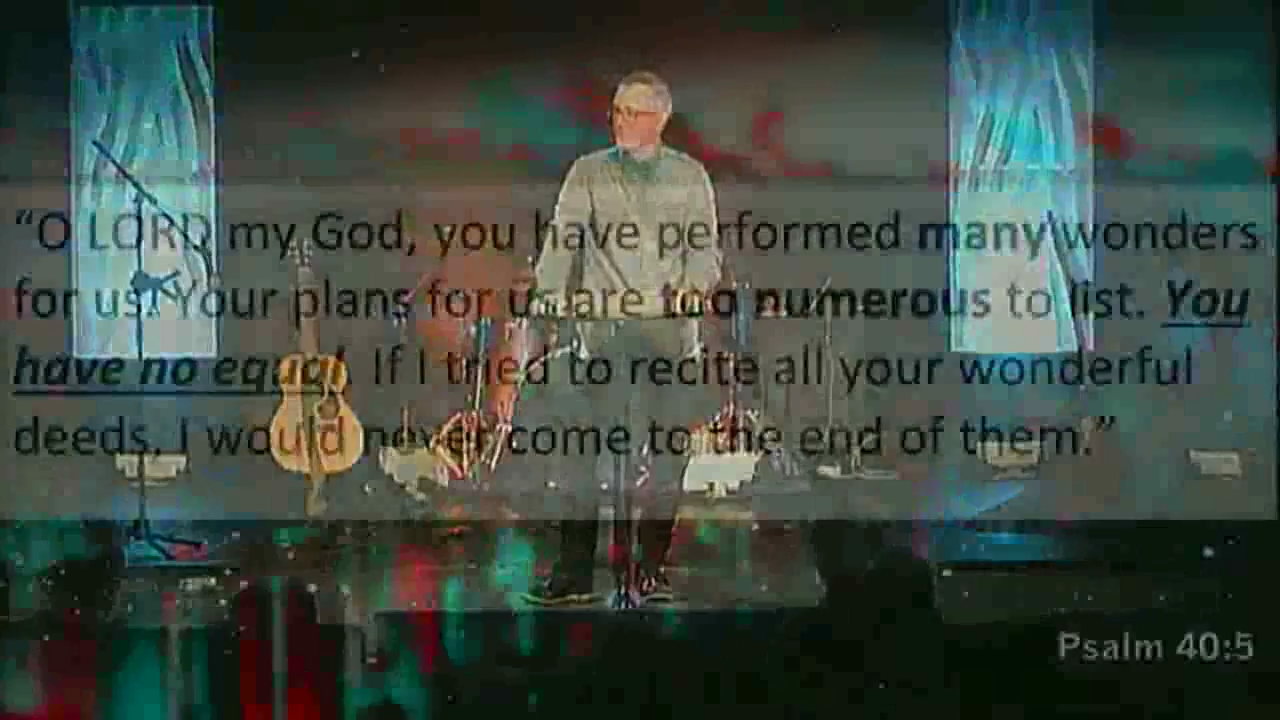 “O LORD my God, you have performed many wonders
for us. Your plans for us are too numerous to list. You
have no equal. If I tried to recite all your wonderful
deeds, I would never come to the end of them.”
Psalm 40:5